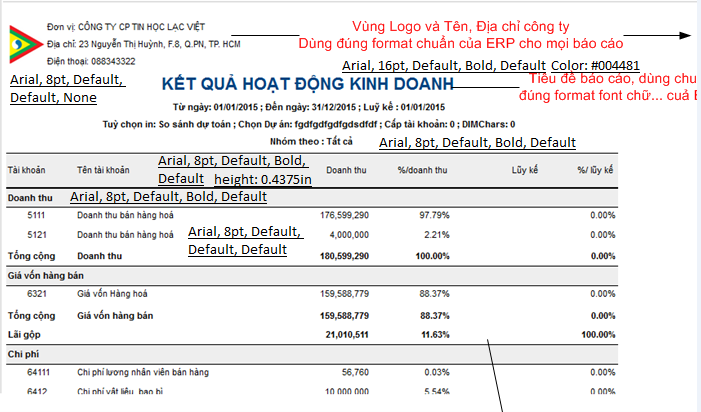 Đơn vị: CÔNG TY CP TIN HỌC LẠC VIỆT
Vùng Logo và Tên, Địa chỉ công ty
Địa chỉ: 23 Nguyễn Thị Huỳnh, F.8, Q.PN, TP. HCM
Dùng đúng format chuẩn của ERP cho mọi báo cáo
Điện thoại: 088343322
Arial, 16pt, Default, Bold, Default Color: #004481
Arial, 8pt, Default,
Default, None
KẾT QUẢ HOẠT ĐỘNG KINH DOANH
Tiêu đề báo cáo, dùng
đúng format font chữ... cuả
Từ ngày: 01/01/2015 ; Đến ngày: 31/12/2015 ; Luỹ kế : 01/01/2015
Tuỳ chọn in: So sánh dự toán ; Chọn Dự án: fgdfgdfgdfgdsdfdf ; Cấp tài khoản: 0 ; DIMChars: 0
Nhóm theo : Tất cả
Arial, 8pt, Default, Bold, Default
Tài khoản Tên tài khoản Arial, 8pt, Default, Bold, Doanh thu %/doanh thu Lũy kế %/ lũy kế
Default height: 0.4375in
Doanh thu Arial, 8pt, Default, Bold, Default
5111 Doanh thu bán hàng hoá 176,599,290 97.79% 0.00%
5121 Doanh thu bán hàng hoá Arial, 8pt, Default, 4,000,000 2.21% 0.00%
Default, Default
Tổng cộng Doanh thu 180,599,290 100.00% 0.00%
Giá vốn hàng bán
6321 Giá vốn Hàng hoá 159,588,779 88.37% 0.00%
Tổng cộng Giá vốn hàng bán 159,588,779 88.37% 0.00%
Lãi gộp 21,010,511 11.63% 100.00%
Chi phí
64111 Chi phí lương nhân viên bán hàng 56,760 0.03% 0.00%
6412 Chi phí vật liệu, bao bì 10,000,000 5.54% 0.00%